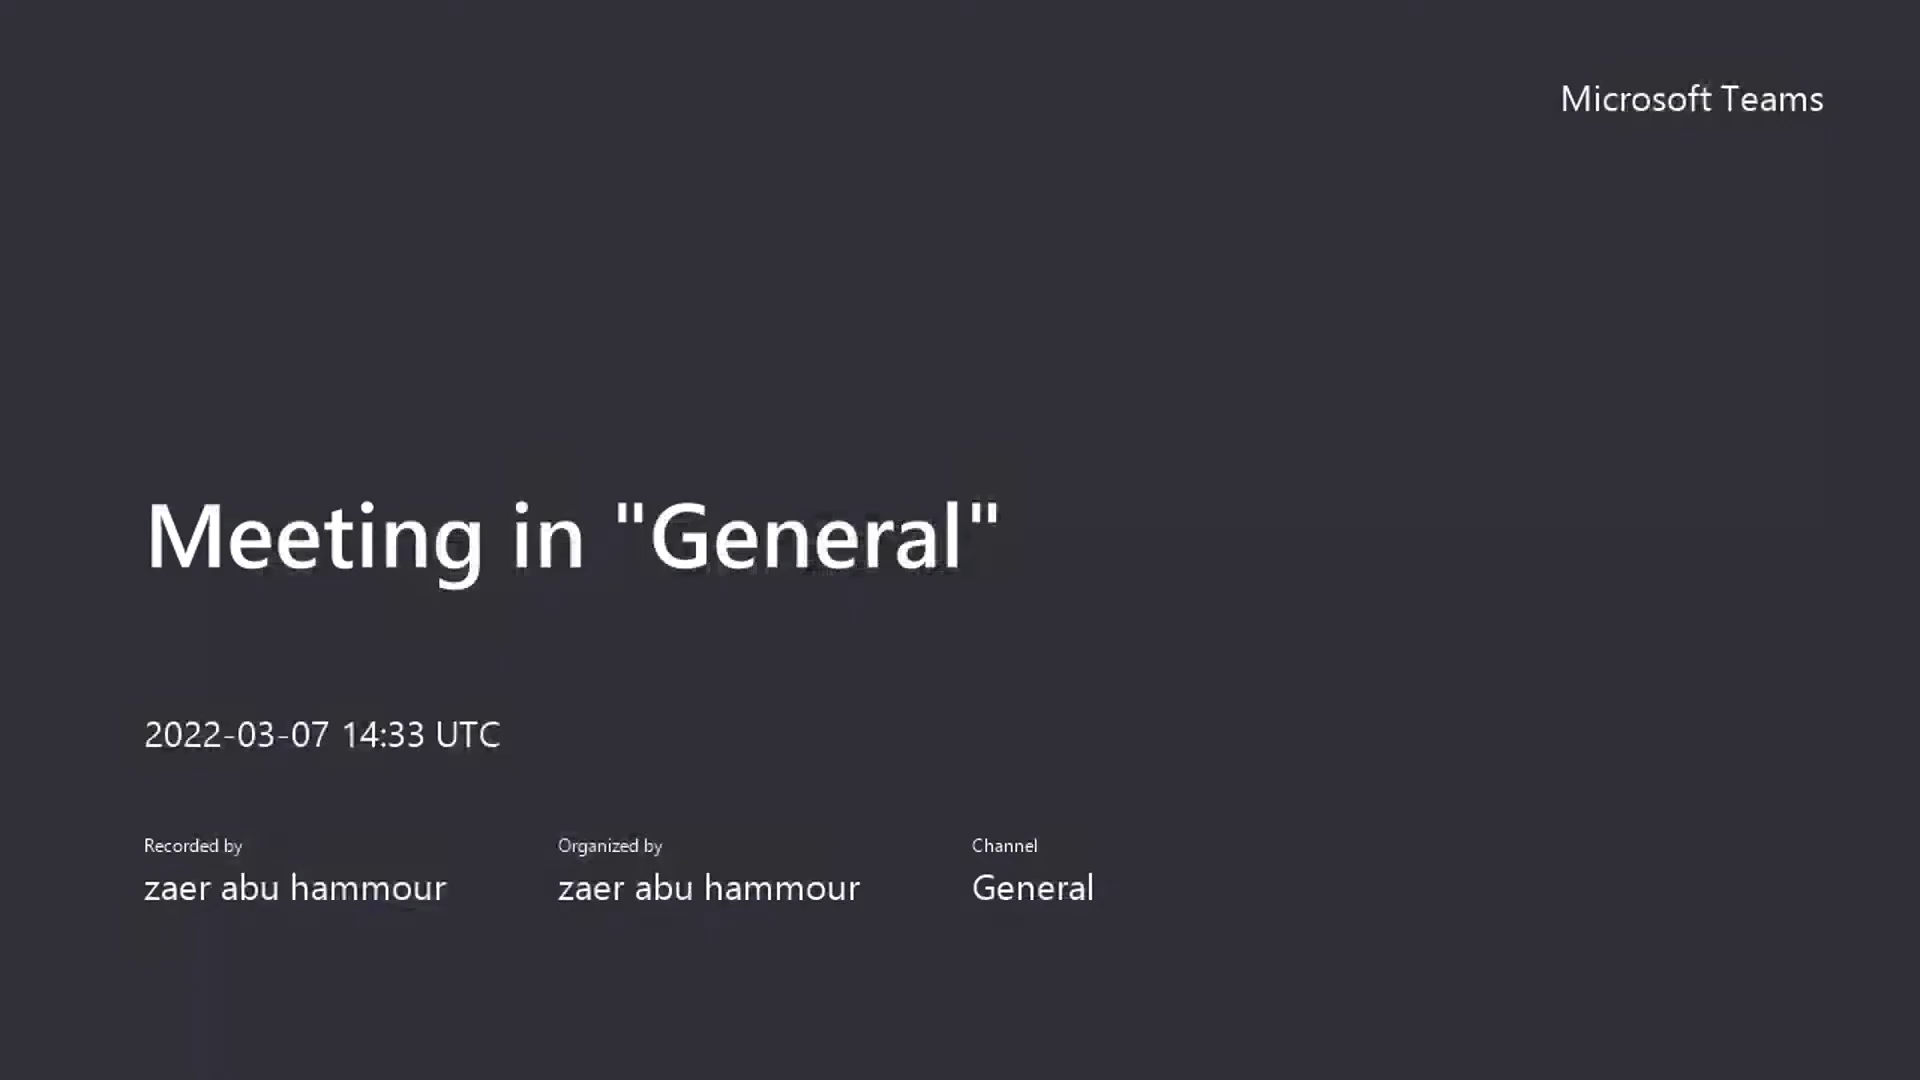 Microsoft Teams
Meeting in "General"
2022-03-07 14:33 UTC
Recorded by
zaer abu hammour
Organized by
zaer abu hammour
Channel
General